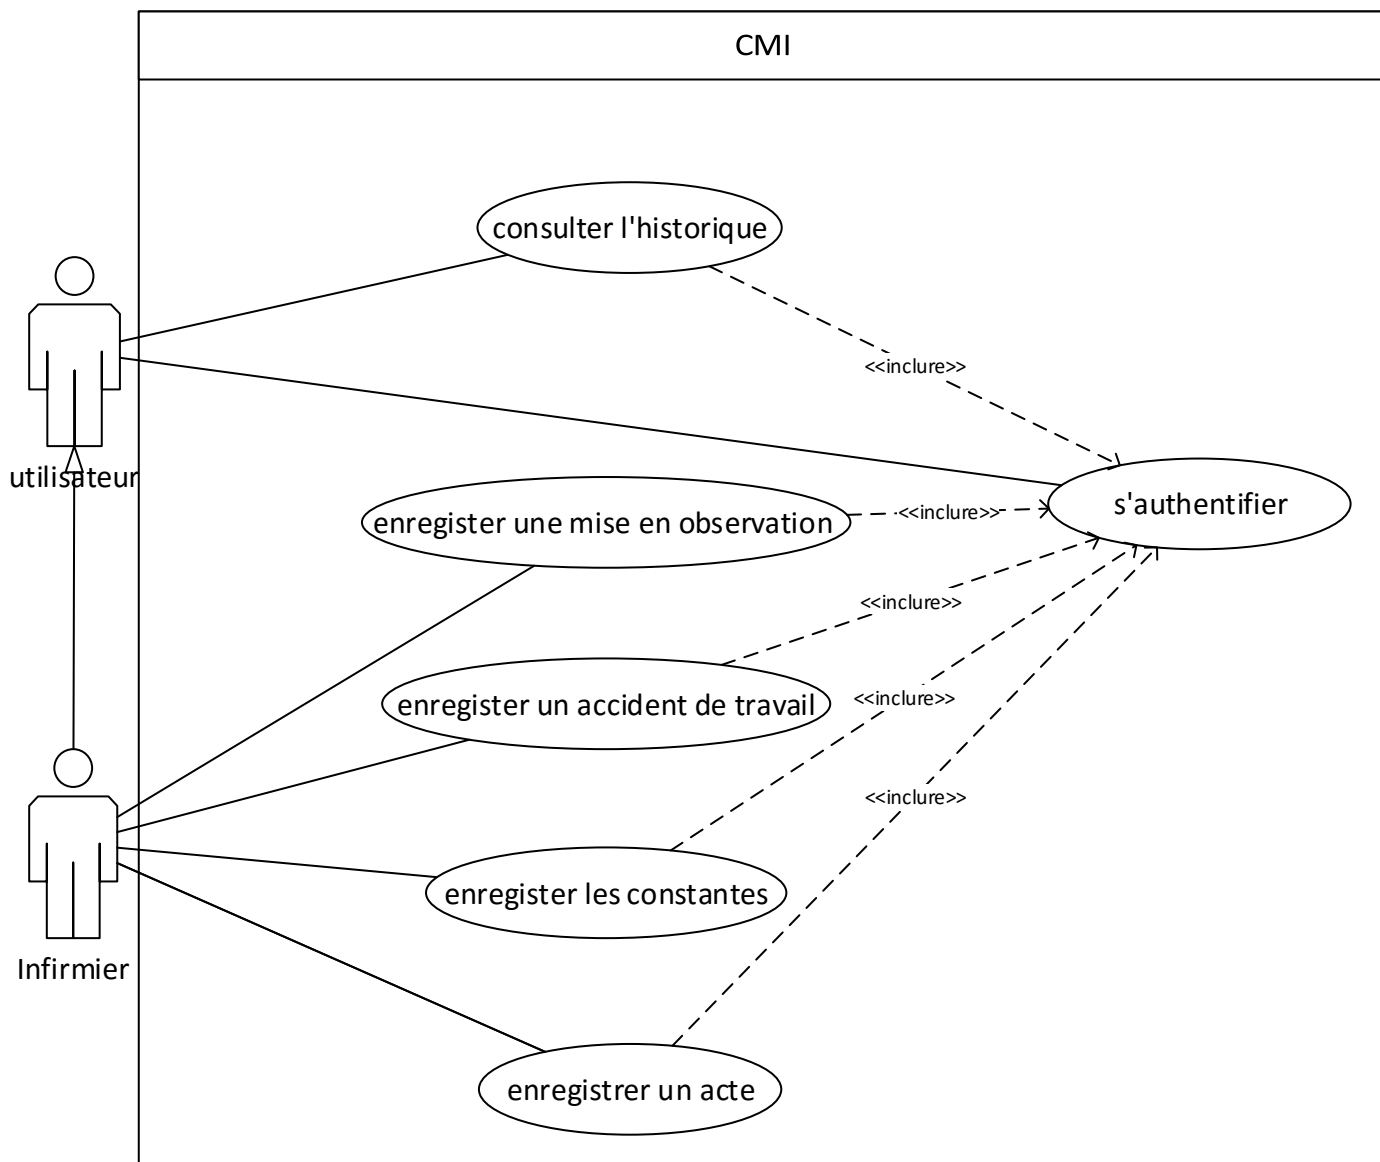 CMI
consulter l'historique
<<inclure>>
utilisateur
s'authentifier
enregister une mise en observation
<<inclure>>
<<inclure>>
enregister un accident de travail
<<inclure>>
<<inclure>>
enregister les constantes
Infirmier
enregistrer un acte